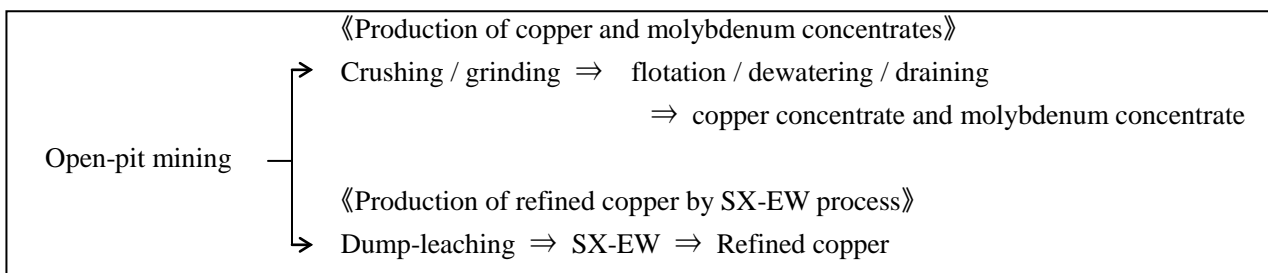 《Production of copper and molybdenum concentrates》
Crushing / grinding ⇒ flotation / dewatering / draining
⇒ copper concentrate and molybdenum concentrate
Open-pit mining
《Production of refined copper by SX-EW process》
Dump-leaching ⇒ SX-EW ⇒ Refined copper